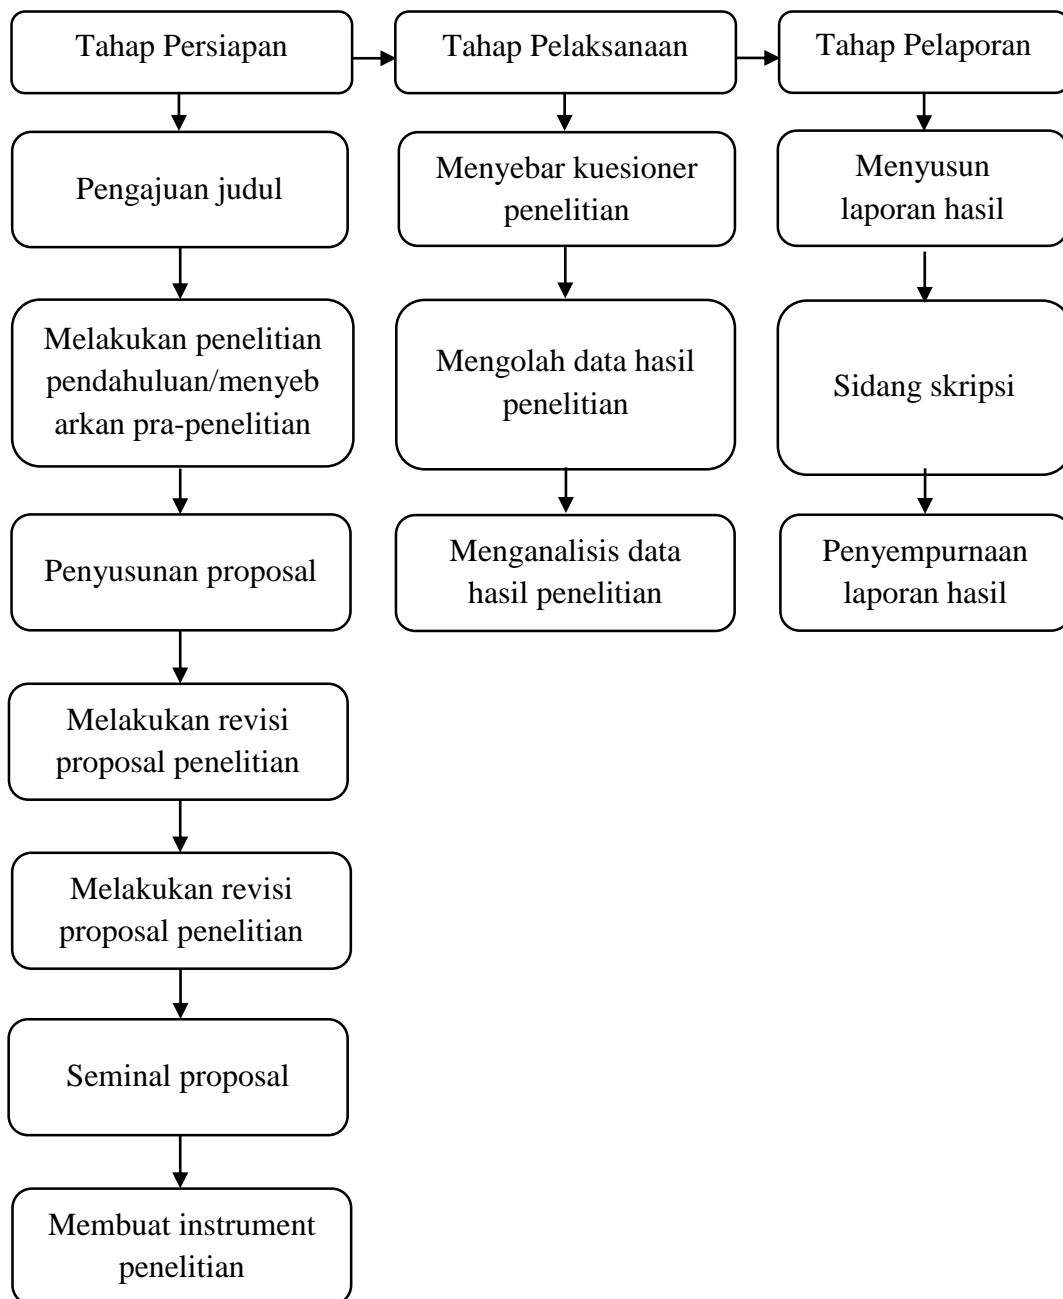 Tahap Persiapan
Tahap Pelaksanaan
Tahap Pelaporan
Pengajuan judul
Menyebar kuesioner
penelitian
Menyusun
laporan hasil
Melakukan penelitian
pendahuluan/menyeb
arkan pra-penelitian
Mengolah data hasil
penelitian
Sidang skripsi
Penyusunan proposal
Menganalisis data
hasil penelitian
Penyempurnaan
laporan hasil
Melakukan revisi
proposal penelitian
Melakukan revisi
proposal penelitian
Seminal proposal
Membuat instrument
penelitian